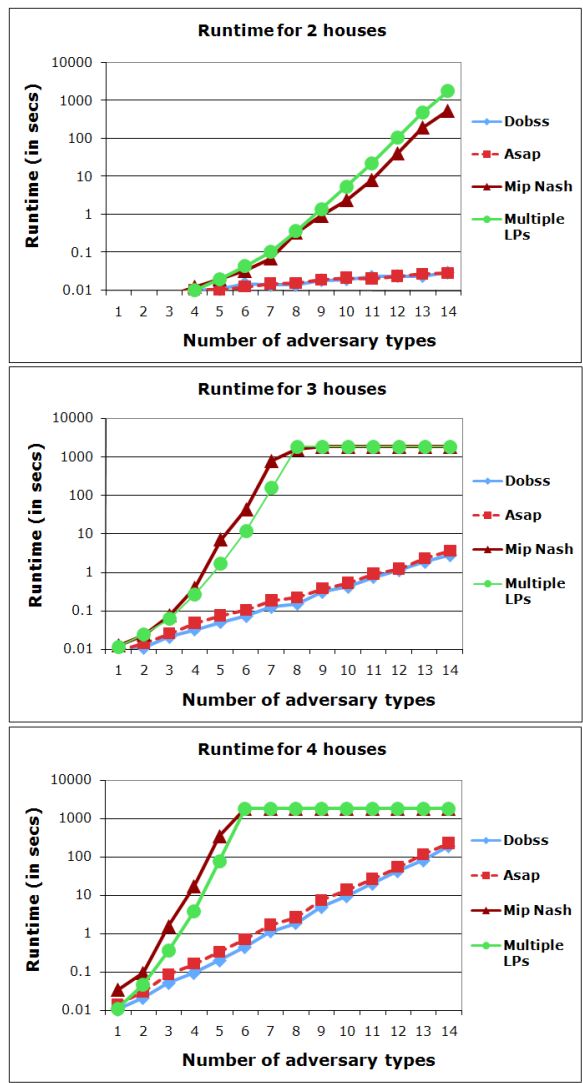 Runtime for 2 houses
Runtime (in secs)
10000
1000
100
10
1
0.1
0.01
1 2 3 4 5 6 7 8 9 10 11 12 13 14
Number of adversary types
Dobss
Asap
Mip Nash
Multiple
LPs
Runtime for 3 houses
Runtime (in secs)
10000
1000
100
10
1
0.1
0.01
1 2 3 4 5 6 7 8 9 10 11 12 13 14
Number of adversary types
Dobss
Asap
Mip Nash
Multiple
LPs
Runtime for 4 houses
Runtime (in secs)
10000
1000
100
10
1
0.1
0.01
1 2 3 4 5 6 7 8 9 10 11 12 13 14
Number of adversary types
Dobss
Asap
Mip Nash
Multiple
LPs